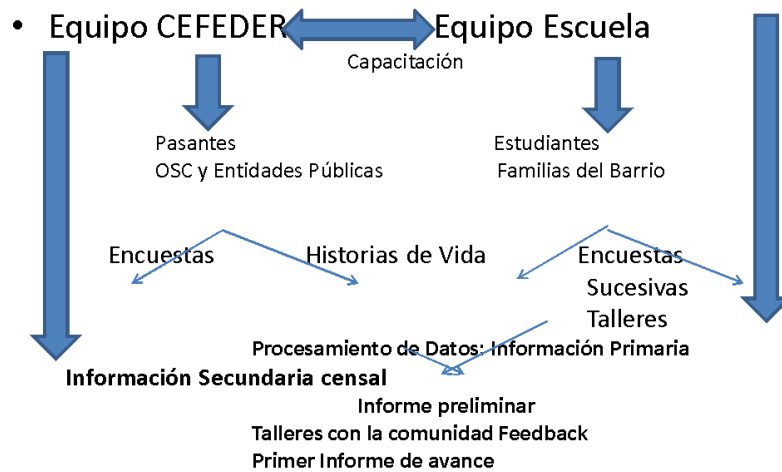 • Equipo CEFEDER Equipo Escuela
Capacitación
Pasantes Estudiantes
OSC y Entidades Públicas Familias del Barrio
Encuestas Historias de Vida Encuestas
Sucesivas
Talleres
Procesamiento de Datos: Información Primaria
Información Secundaria censal
Informe preliminar
Talleres con la comunidad Feedback
Primer Informe de avance